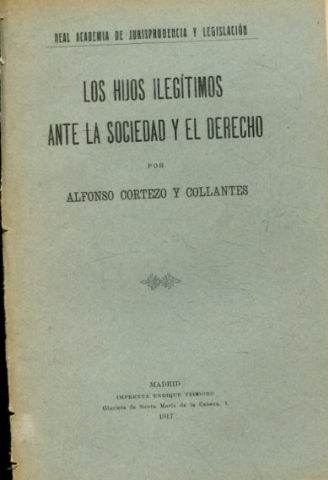 REAL ACADEMIA DE JURISPRUDENCIA Y LEGISLACIÓN
LOS HIJOS ILEGÍTIMOS
ANTE LA SOCIEDAD Y EL DERECHO
POR
ALFONSO CORTEZO Y COLLANTES
MADRID
IMPRENTA ENRIQUE TEODORO
Glorieta de Santa María de la Cabeza, 1
1917